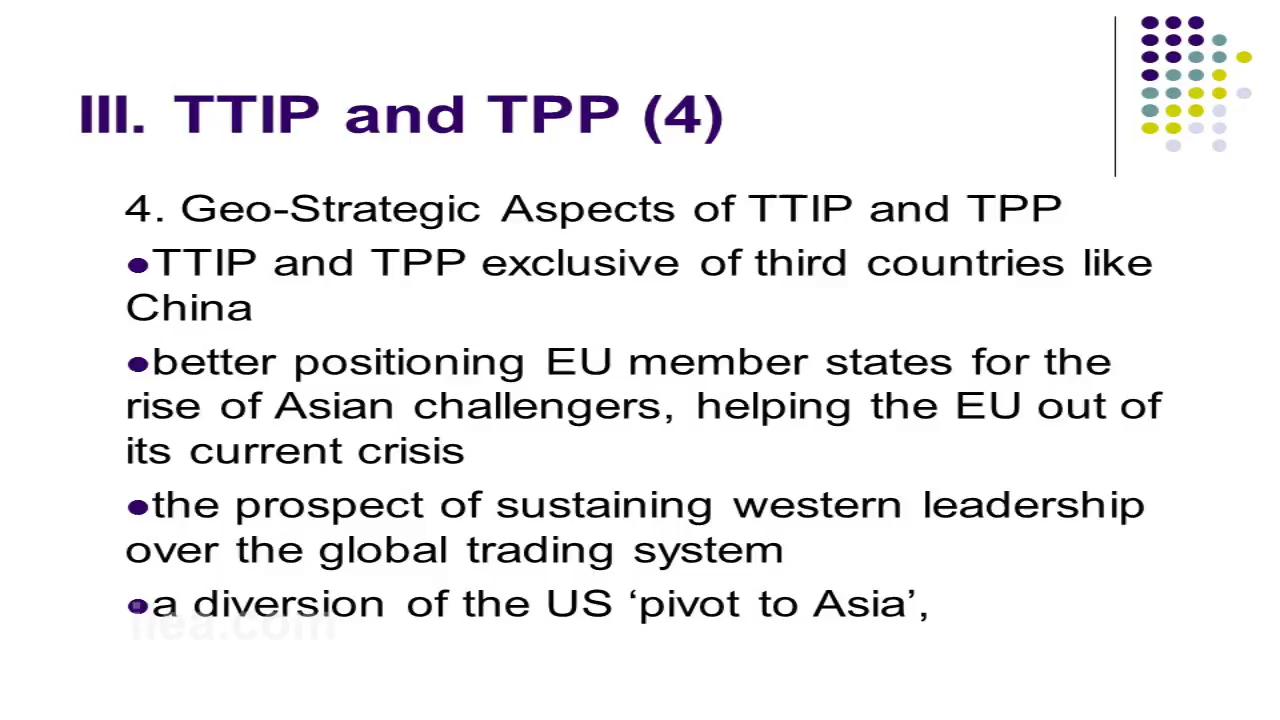 III. TTIP and TPP (4)
4. Geo-Strategic Aspects of TTIP and TPP
●TTIP and TPP exclusive of third countries like
China
●better positioning EU member states for the
rise of Asian challengers, helping the EU out of
its current crisis
●the prospect of sustaining western leadership
over the global trading system
●a diversion of the US ‘pivot to Asia’,
iiea.com